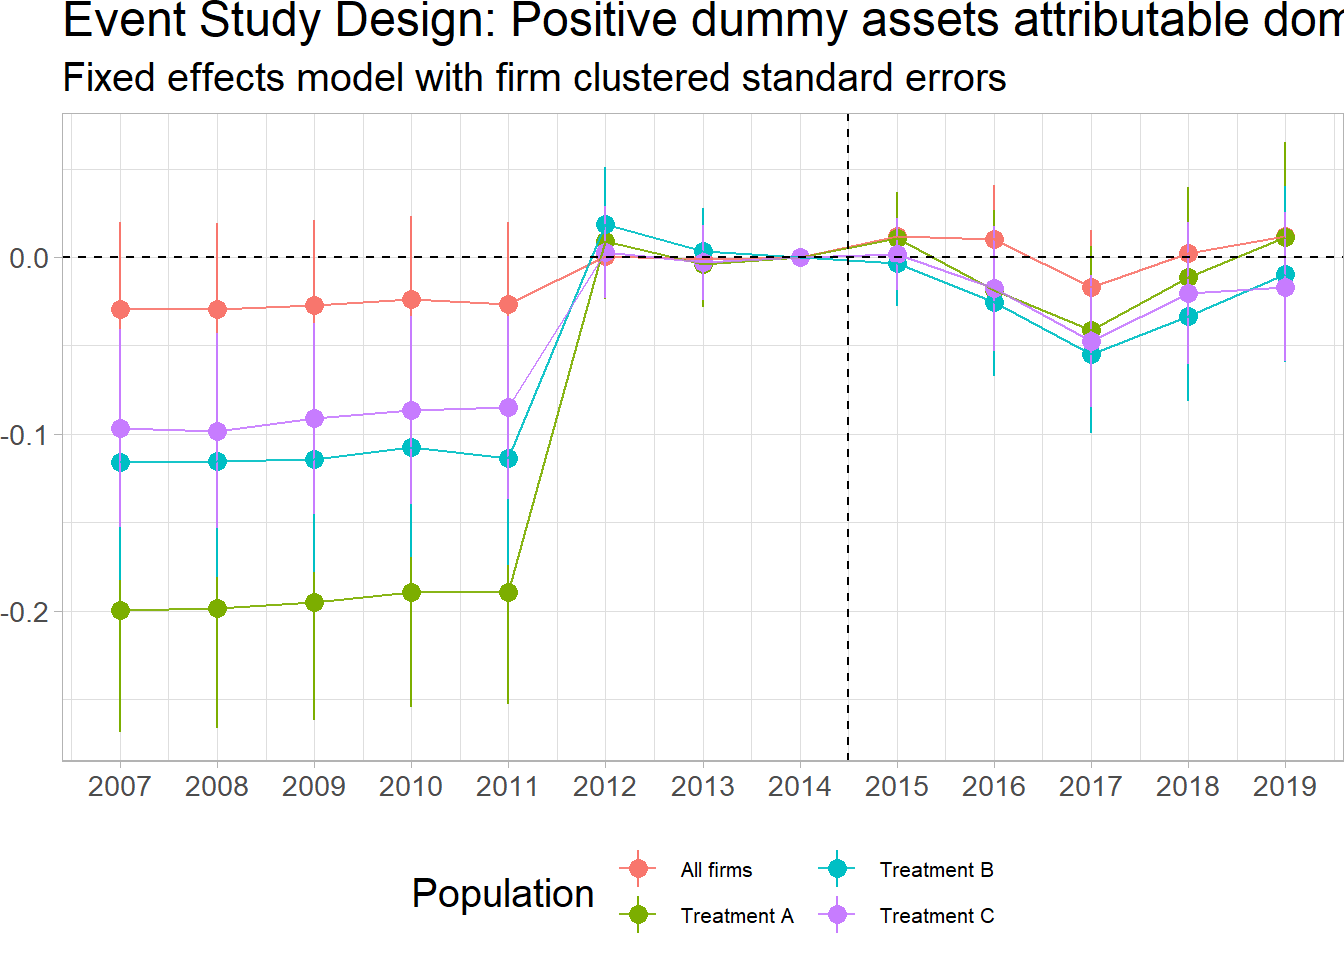 Event Study Design: Positive dummy assets attributable
Fixed effects model with firm clustered standard errors
0.0
-0.1
-0.2
2007 2008 2009 2010 2011 2012 2013 2014 2015 2016 2017 2018 2019
Population
All firms
Treatment A
Treatment B
Treatment C